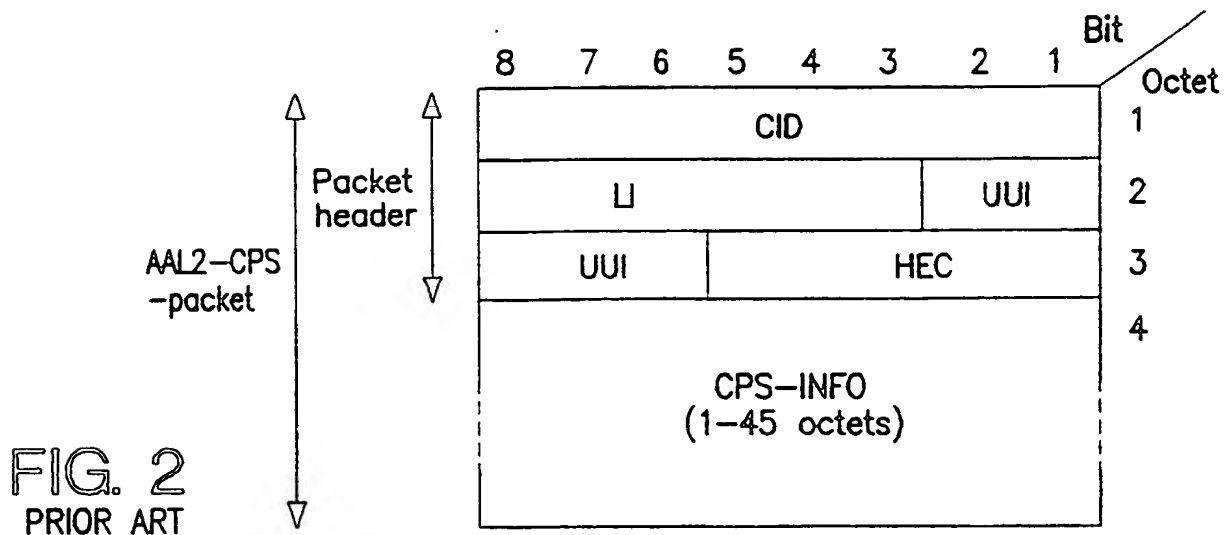 Bit
8 7 6 5 4 3 2 1
Octet
CID 1
Packet header
LI UUI 2
AAL2-CPS -packet
UUI HEC 3
4
CPS-INFO
(1-45 octets)
FIG. 2
PRIOR ART